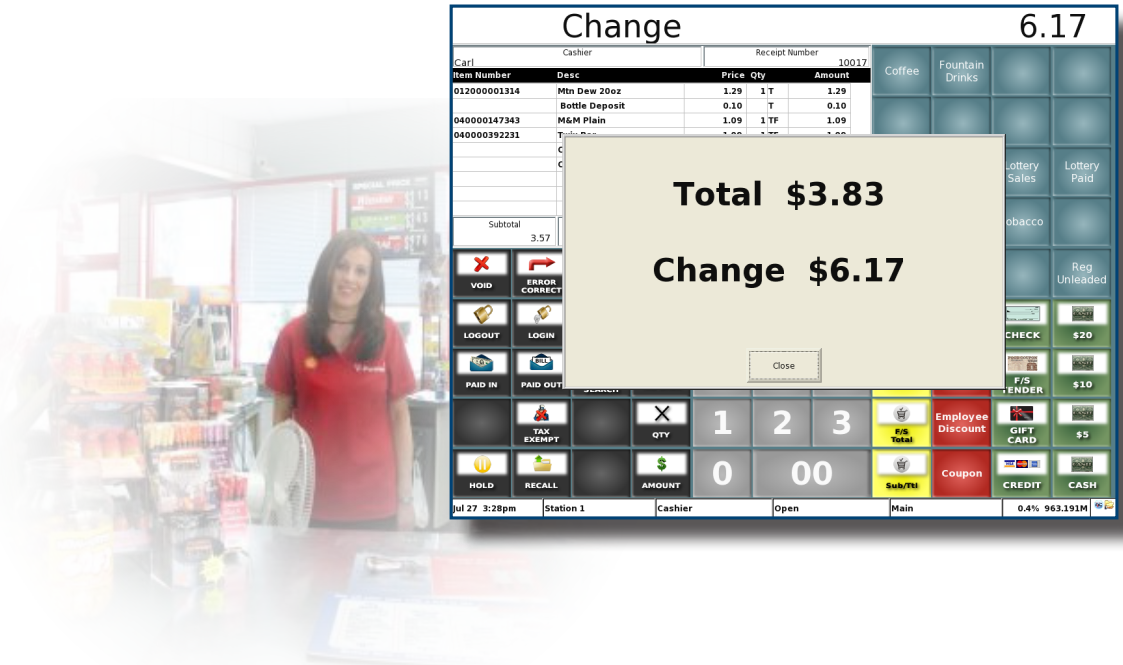 Change 6.17
Cashier Receipt Number
Carl 10017
Item Number Desc Price Qty Amount
012000001314 Mtn Dew 20oz 1.29 1 T 1.29
Bottle Deposit 0.10 T 0.10
040000147343 M&M Plain 1.09 1 TF 1.09
040000392231
Subtotal
3.57
Total $3.83
Change $6.17
Close
Coffee Fountain Drinks
Lottery Sales Lottery Paid
obacco
Reg Unleaded
VOID ERROR CORRECT
LOGOUT LOGIN CHECK $20
PAID IN PAID OUT SEARCH F/S TENDER $10
TAX EXEMPT QTY 1 2 3 F/S Total Employee Discount GIFT CARD $5
HOLD RECALL AMOUNT 0 00 Sub/Ttl Coupon CREDIT CASH
Jul 27 3:28pm Station 1 Cashier Open Main 0.4% 963.191M
SPECIAL PRICE